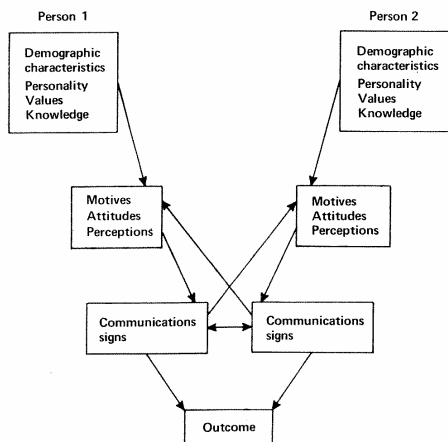 Person 1
Person 2
Demographic
characteristics
Personality
Values
Knowledge
Demographic
characteristics
Personality
Values
Knowledge
Motives
Attitudes
Perceptions
Motives
Attitudes
Perceptions
Communications
signs
Communications
signs
Outcome